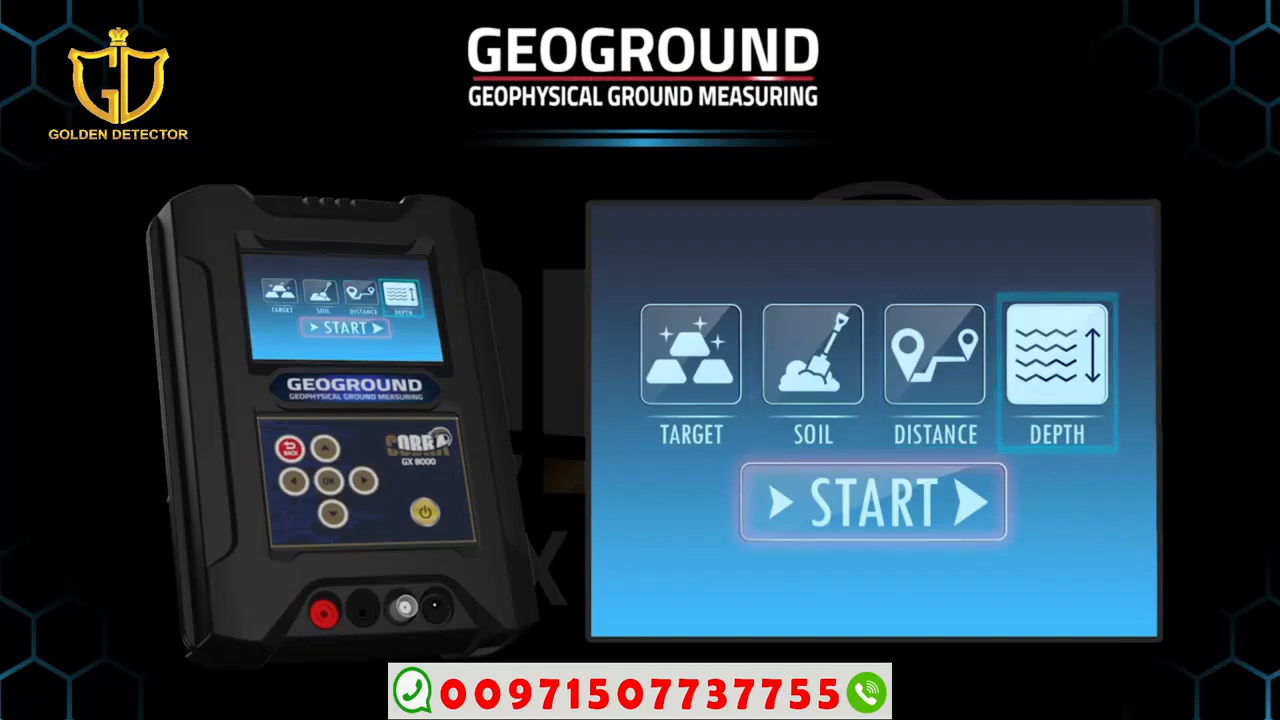 GEOGROUND
GEOPHYSICAL GROUND MEASURING
GD
GOLDEN DETECTOR
TARGET SOIL DISTANCE DEPTH
START
GEOGROUND
GEOPHYSICAL GROUND MEASURING
BACK
OK
COBRA
GX 8000
TARGET SOIL DISTANCE DEPTH
START
00971507737755